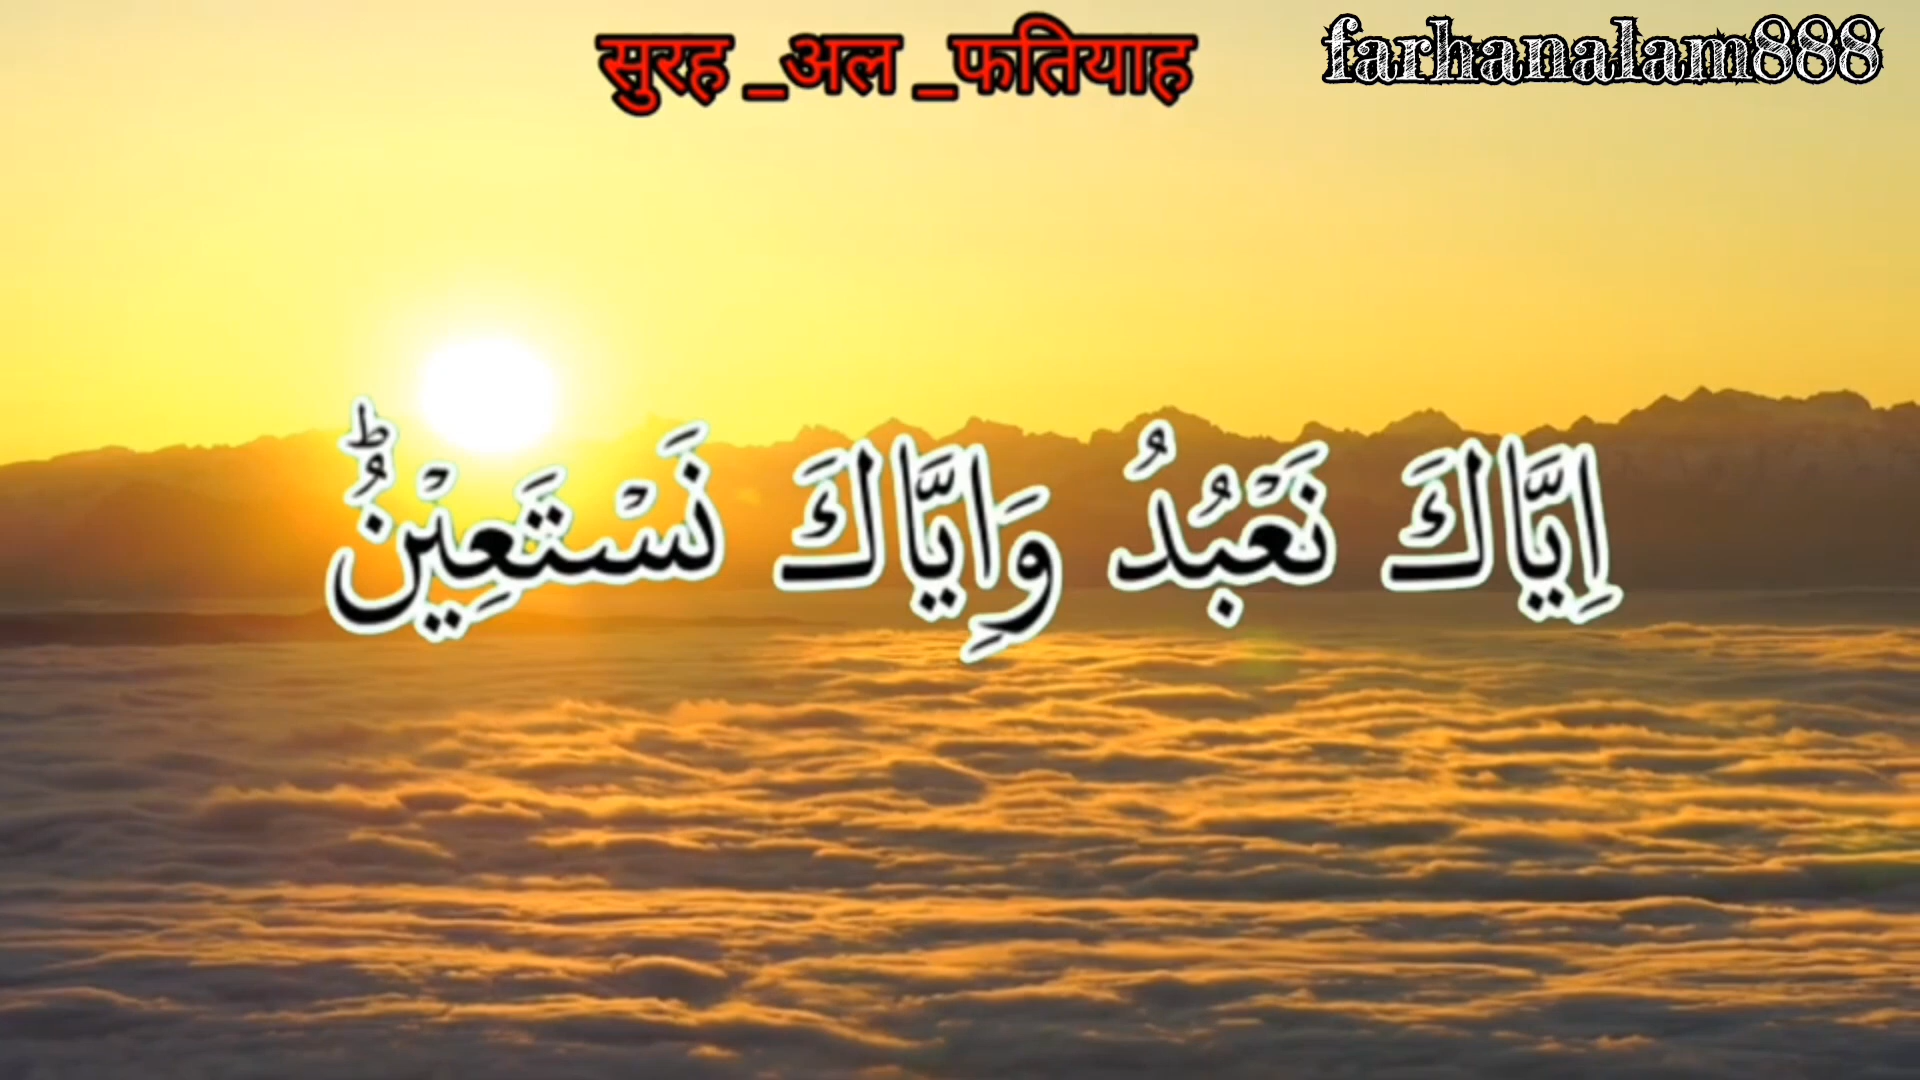 सुरह _अल _फतियाह
farhanalam888
اِيَّاكَ نَعْبُدُ وَاِيَّاكَ نَسْتَعِيْنُؕ